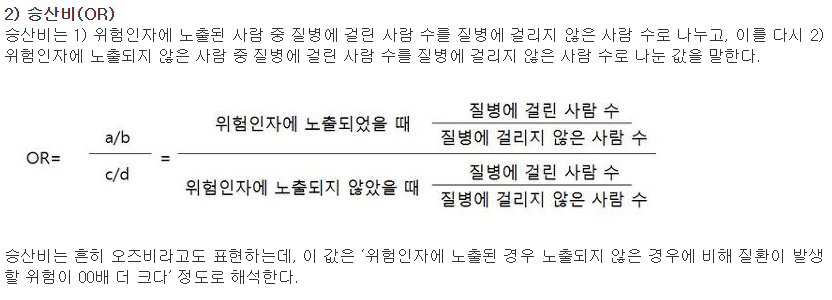 2) 승산비(OR)
승산비는 1) 위험인자에 노출된 사람 중 질병에 걸린 사람 수를 질병에 걸리지 않은 사람 수로 나누고, 이를 다시 2)
위험인자에 노출되지 않은 사람 중 질병에 걸린 사람 수를 질병에 걸리지 않은 사람 수로 나눈 값을 말한다.
위험인자에 노출되었을 때 질병에 걸린 사람 수
질병에 걸리지 않은 사람 수
OR= a/b
c/d =
위험인자에 노출되지 않았을 때 질병에 걸린 사람 수
질병에 걸리지 않은 사람 수
승산비는 흔히 오즈비라고도 표현하는데, 이 값은 ‘위험인자에 노출된 경우 노출되지 않은 경우에 비해 질환이 발생
할 위험이 00배 더 크다’ 정도로 해석한다.